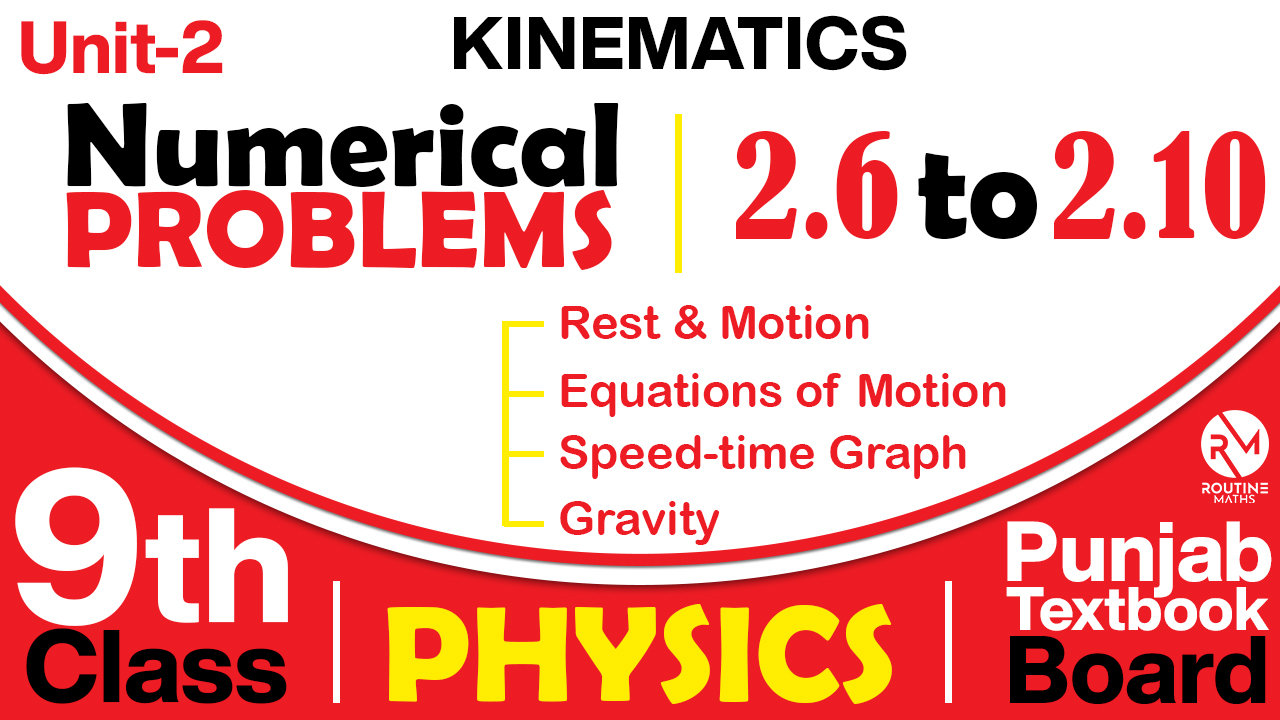 Unit-2
KINEMATICS
Numerical
PROBLEMS
2.6 to 2.10
Rest & Motion
Equations of Motion
Speed-time Graph
Gravity
RM
ROUTINE
MATHS
9th
Class
PHYSICS
Punjab
Textbook
Board